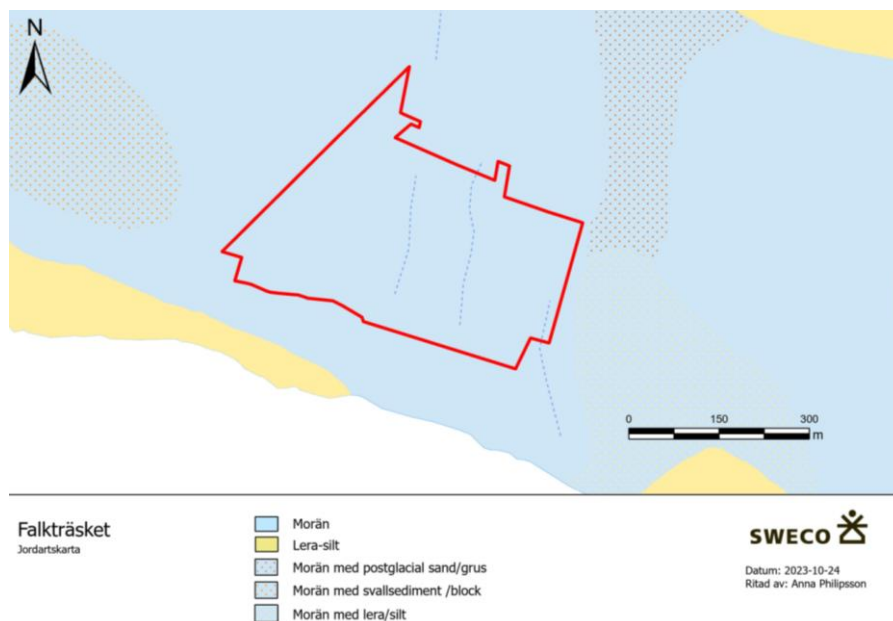 N
0 150 300
m
Falkträsket
Jordartskarta
Morän
Lera-silt
Morän med postglacial sand/grus
Morän med svallsediment /block
Morän med lera/silt
SWECO
Datum: 2023-10-24
Ritad av: Anna Philipsson